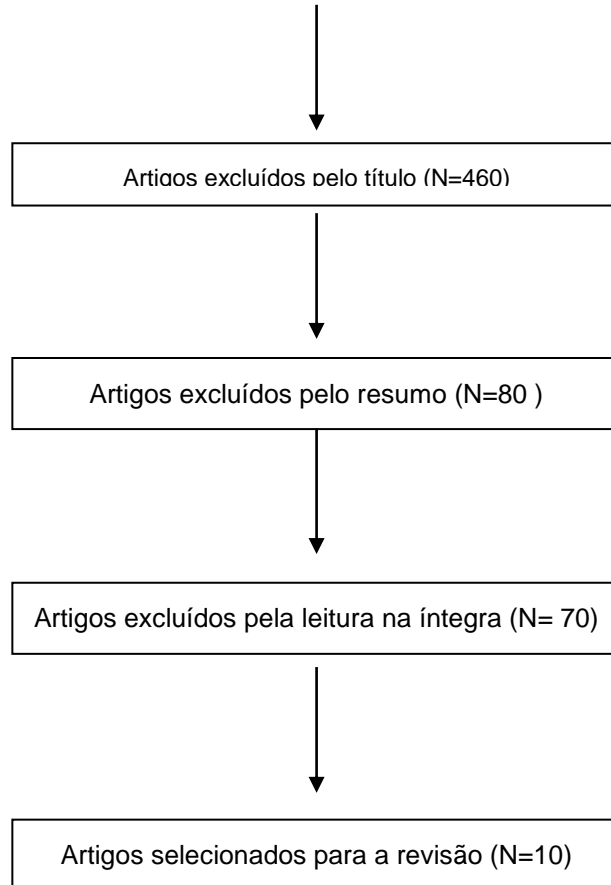 Artigos excluídos pelo título (N=460)
Artigos excluídos pelo resumo (N=80 )
Artigos excluídos pela leitura na íntegra (N= 70)
Artigos selecionados para a revisão (N=10)